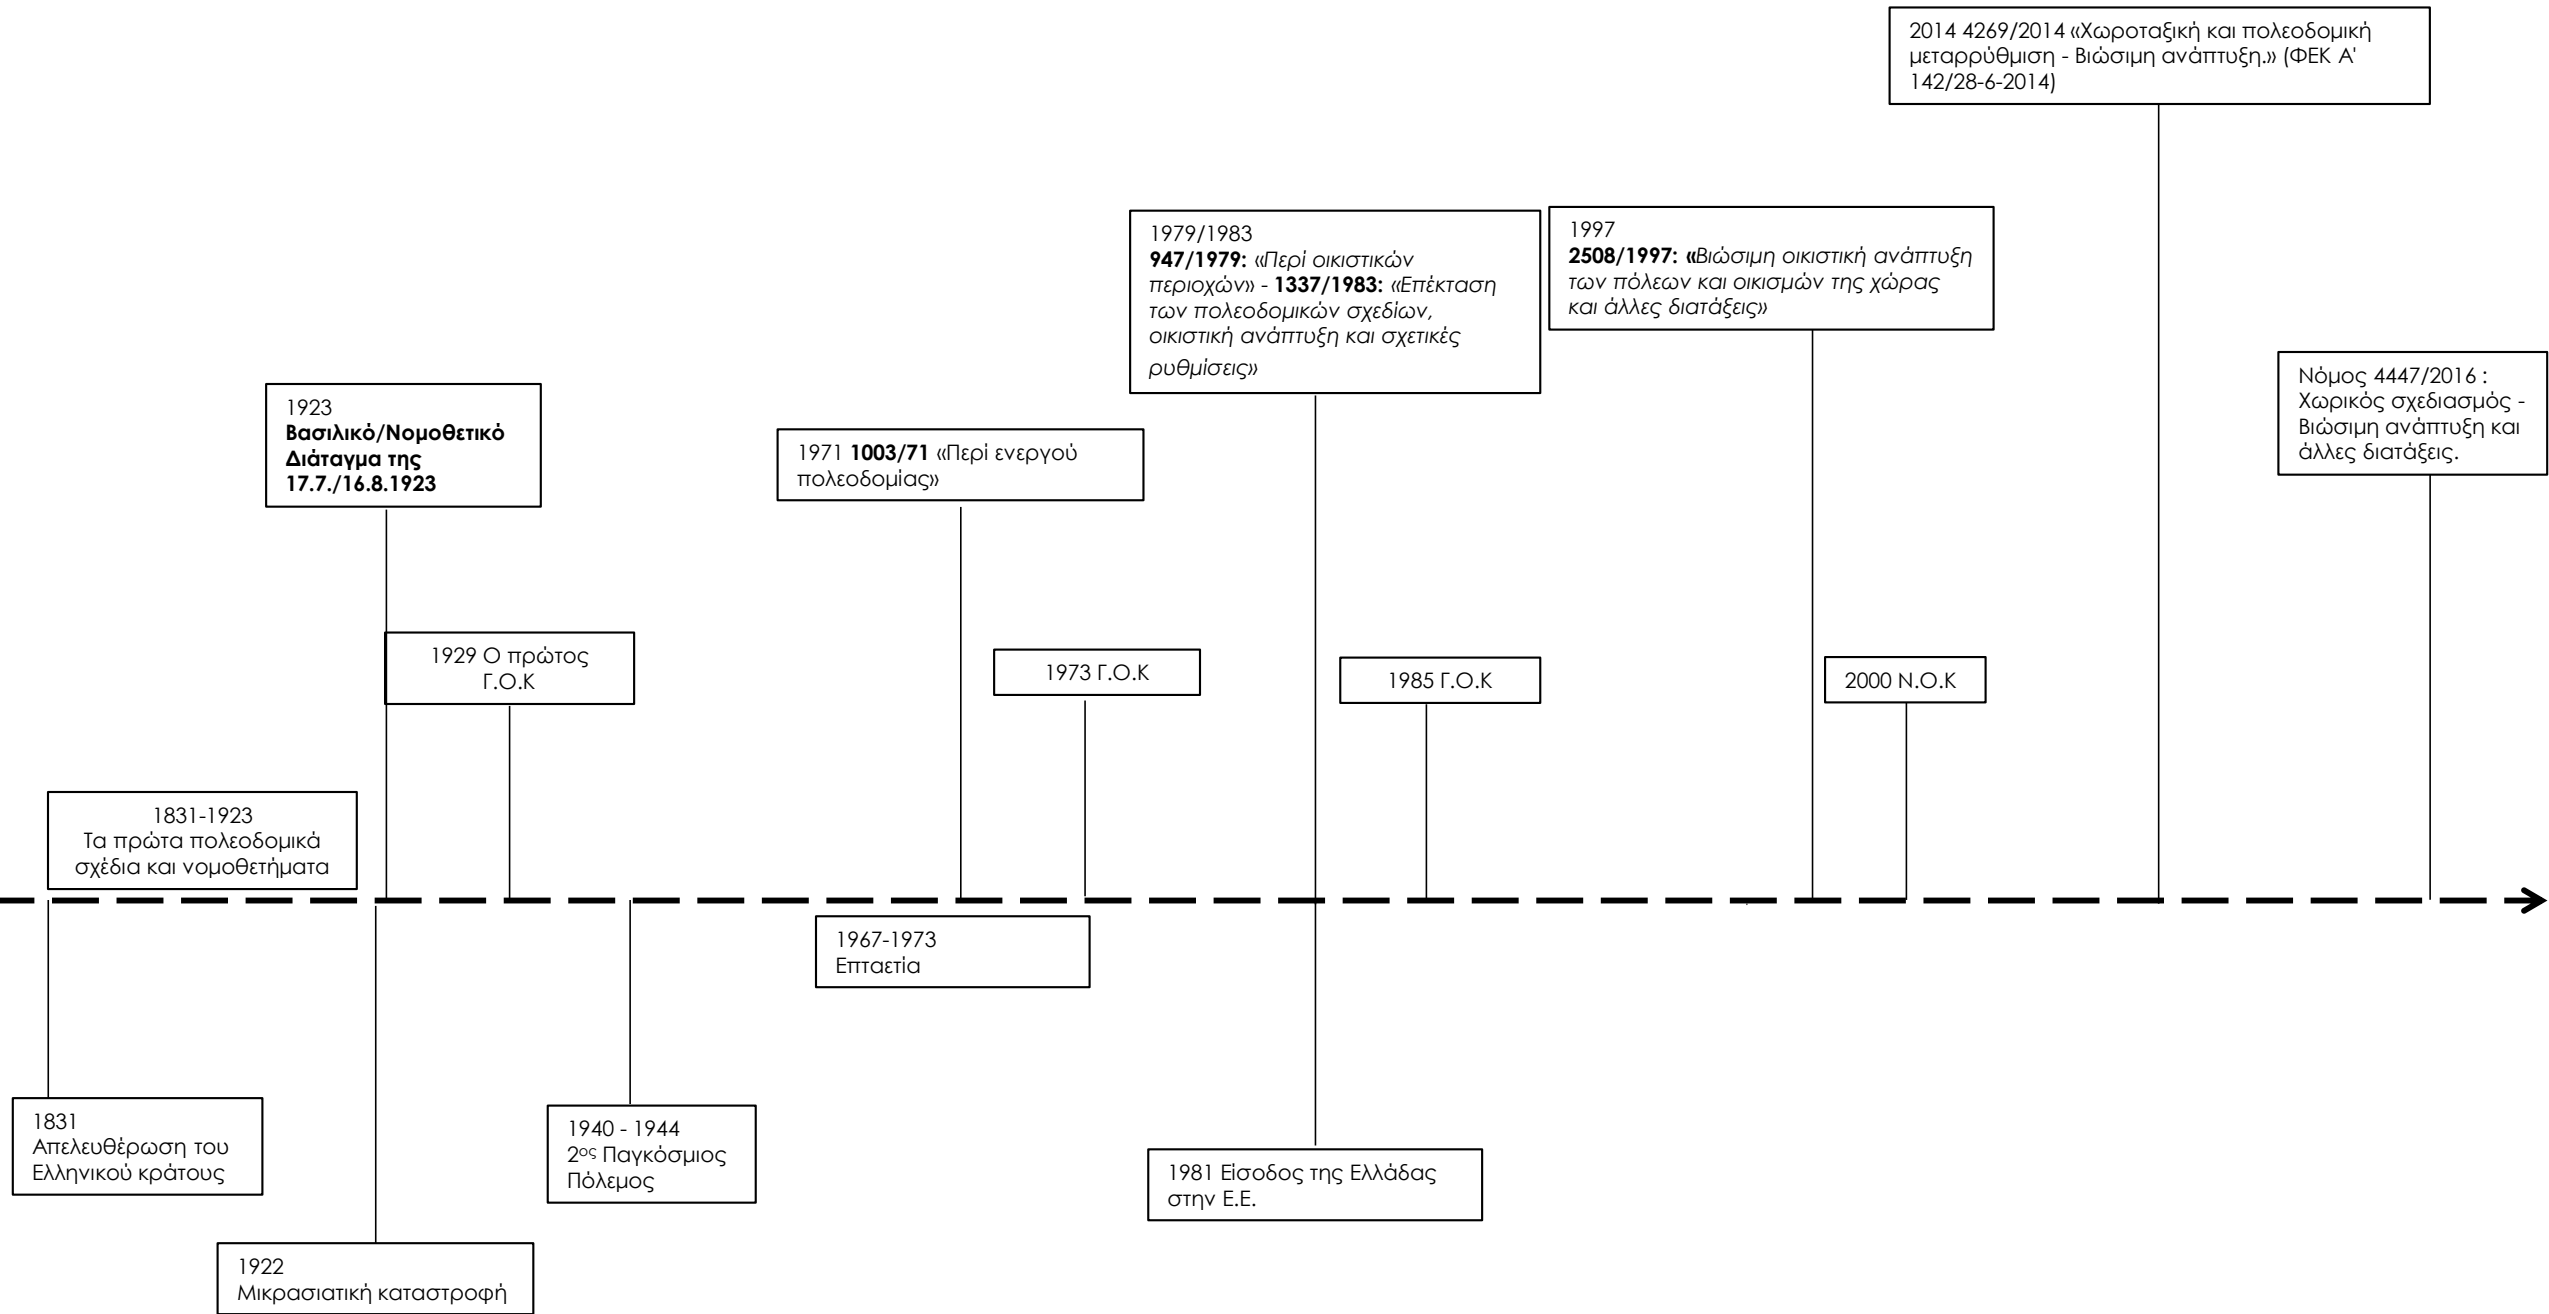 2014 4269/2014 «Χωροταξική και πολεοδομική
μεταρρύθμιση - Βιώσιμη ανάπτυξη.» (ΦΕΚ Α'
142/28-6-2014)
1979/1983
947/1979: «Περί οικιστικών
περιοχών» - 1337/1983: «Επέκταση
των πολεοδομικών σχεδίων,
οικιστική ανάπτυξη και σχετικές
ρυθμίσεις»
1997
2508/1997: «Βιώσιμη οικιστική ανάπτυξη
των πόλεων και οικισμών της χώρας
και άλλες διατάξεις»
Νόμος 4447/2016 :
Χωρικός σχεδιασμός -
Βιώσιμη ανάπτυξη και
άλλες διατάξεις.
1923
Βασιλικό/Νομοθετικό
Διάταγμα της
17.7./16.8.1923
1971 1003/71 «Περί ενεργού
πολεοδομίας»
1929 Ο πρώτος
Γ.Ο.Κ
1973 Γ.Ο.Κ
1985 Γ.Ο.Κ
2000 Ν.Ο.Κ
1831-1923
Τα πρώτα πολεοδομικά
σχέδια και νομοθετήματα
1967-1973
Επταετία
1831
Απελευθέρωση του
Ελληνικού κράτους
1940 - 1944
2ος Παγκόσμιος
Πόλεμος
1981 Είσοδος της Ελλάδας
στην Ε.Ε.
1922
Μικρασιατική καταστροφή